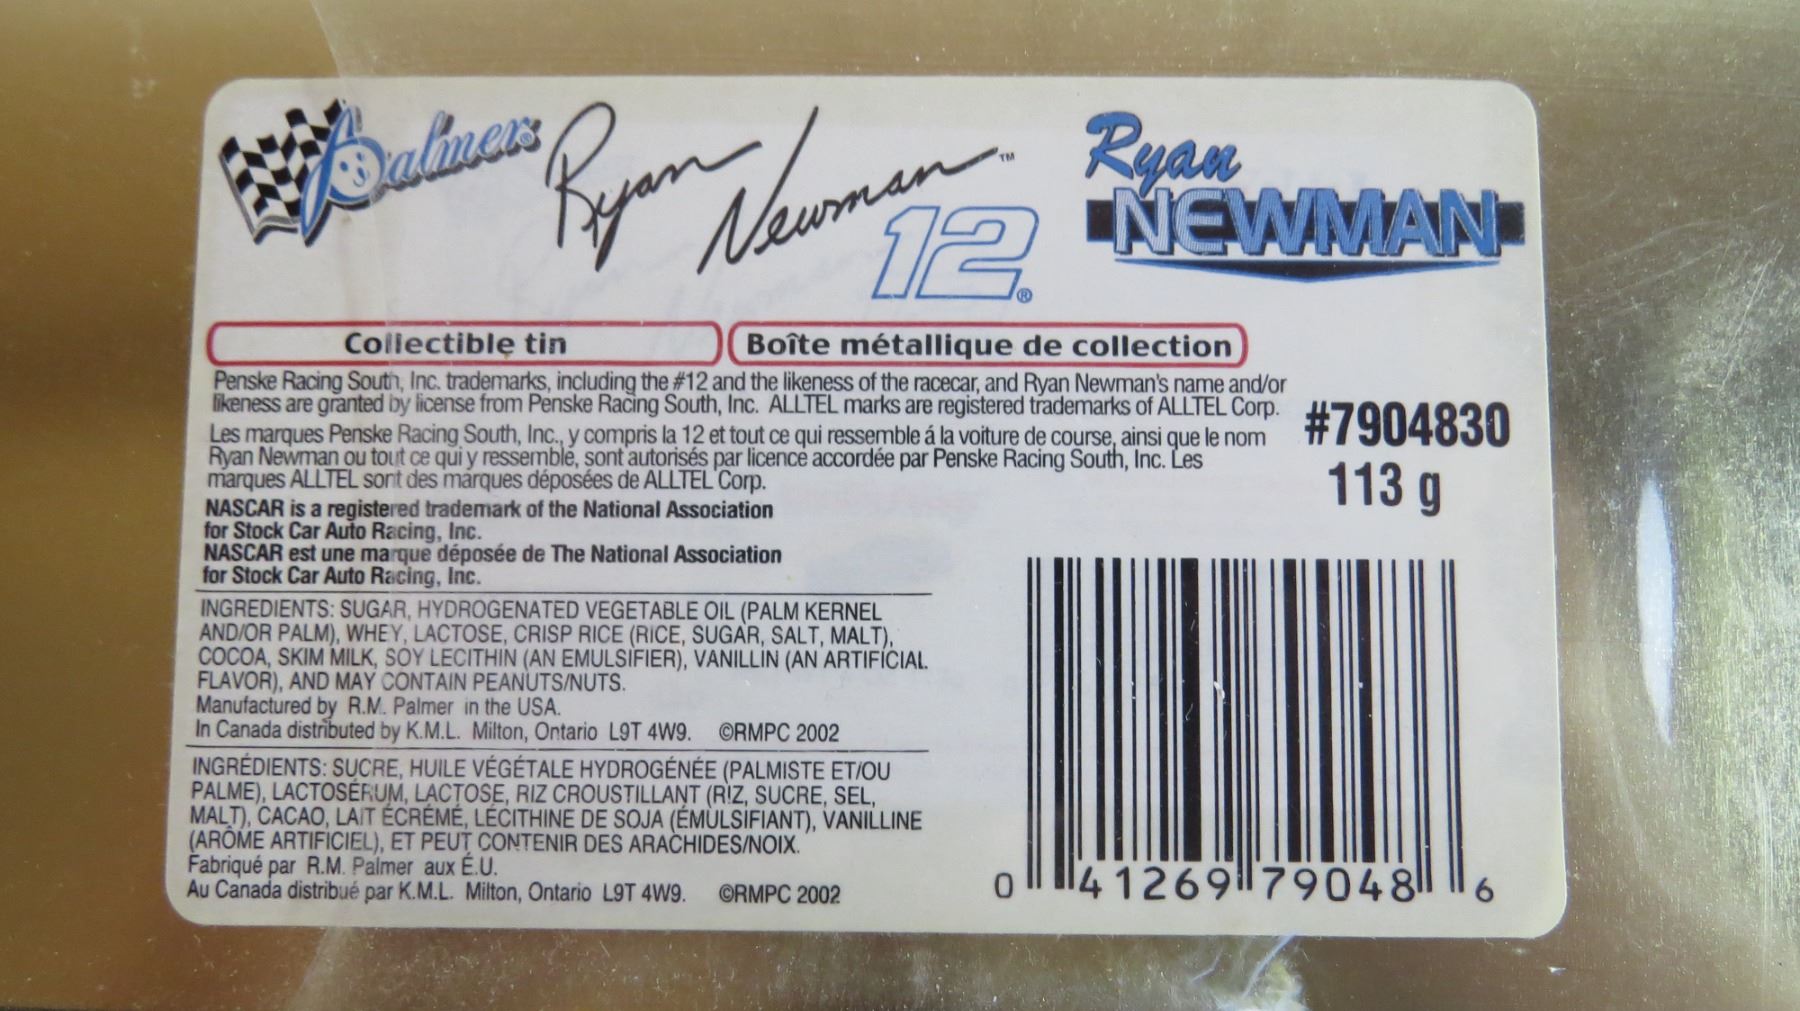 Palmer®
Ryan Newman™
12®
Ryan
NEWMAN
Collectible tin
Boîte métallique de collection
Penske Racing South, Inc. trademarks, including the #12 and the likeness of the racecar, and Ryan Newman's name and/or
likeness are granted by license from Penske Racing South, Inc. ALLTEL marks are registered trademarks of ALLTEL Corp.
Les marques Penske Racing South, Inc., y compris la 12 et tout ce qui ressemble á la voiture de course, ainsi que le nom
Ryan Newman ou tout ce qui y ressemble, sont autorisés par licence accordée par Penske Racing South, Inc. Les
marques ALLTEL sont des marques déposées de ALLTEL Corp.
#7904830
113 g
NASCAR is a registered trademark of the National Association
for Stock Car Auto Racing, Inc.
NASCAR est une marque déposée de The National Association
for Stock Car Auto Racing, Inc.
INGREDIENTS: SUGAR, HYDROGENATED VEGETABLE OIL (PALM KERNEL
AND/OR PALM), WHEY, LACTOSE, CRISP RICE (RICE, SUGAR, SALT, MALT),
COCOA, SKIM MILK, SOY LECITHIN (AN EMULSIFIER), VANILLIN (AN ARTIFICIAL
FLAVOR), AND MAY CONTAIN PEANUTS/NUTS.
Manufactured by R.M. Palmer in the USA.
In Canada distributed by K.M.L. Milton, Ontario L9T 4W9. ©RMPC 2002
INGRÉDIENTS: SUCRE, HUILE VÉGÉTALE HYDROGÉNÉE (PALMISTE ET/OU
PALME), LACTOSÉRUM, LACTOSE, RIZ CROUSTILLANT (RIZ, SUCRE, SEL,
MALT), CACAO, LAIT ÉCRÉMÉ, LÉCITHINE DE SOJA (ÉMULSIFIANT), VANILLINE
(ARÔME ARTIFICIEL), ET PEUT CONTENIR DES ARACHIDES/NOIX.
Fabriqué par R.M. Palmer aux É.U.
Au Canada distribué par K.M.L. Milton, Ontario L9T 4W9. ©RMPC 2002
0 41269 79048 6